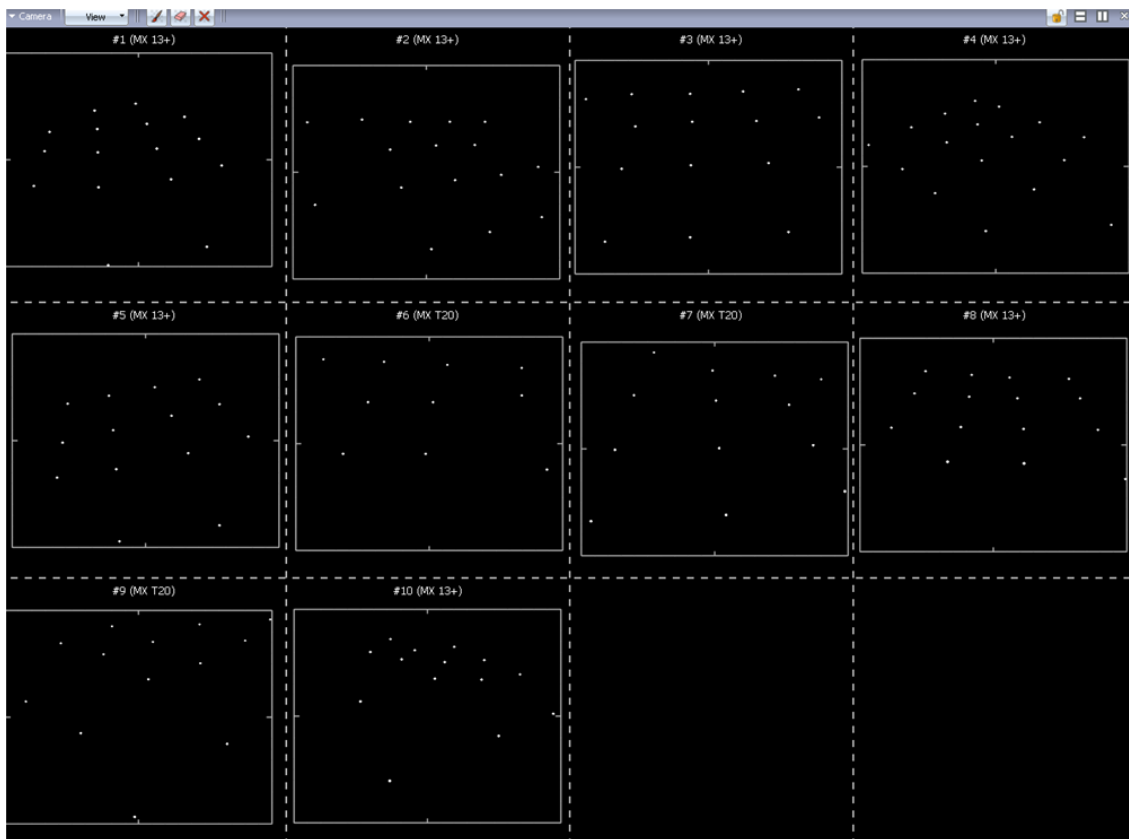 Camera View
#1 (MX 13+) #2 (MX 13+) #3 (MX 13+) #4 (MX 13+)
#5 (MX 13+) #6 (MX T20) #7 (MX T20) #8 (MX 13+)
#9 (MX T20) #10 (MX 13+)